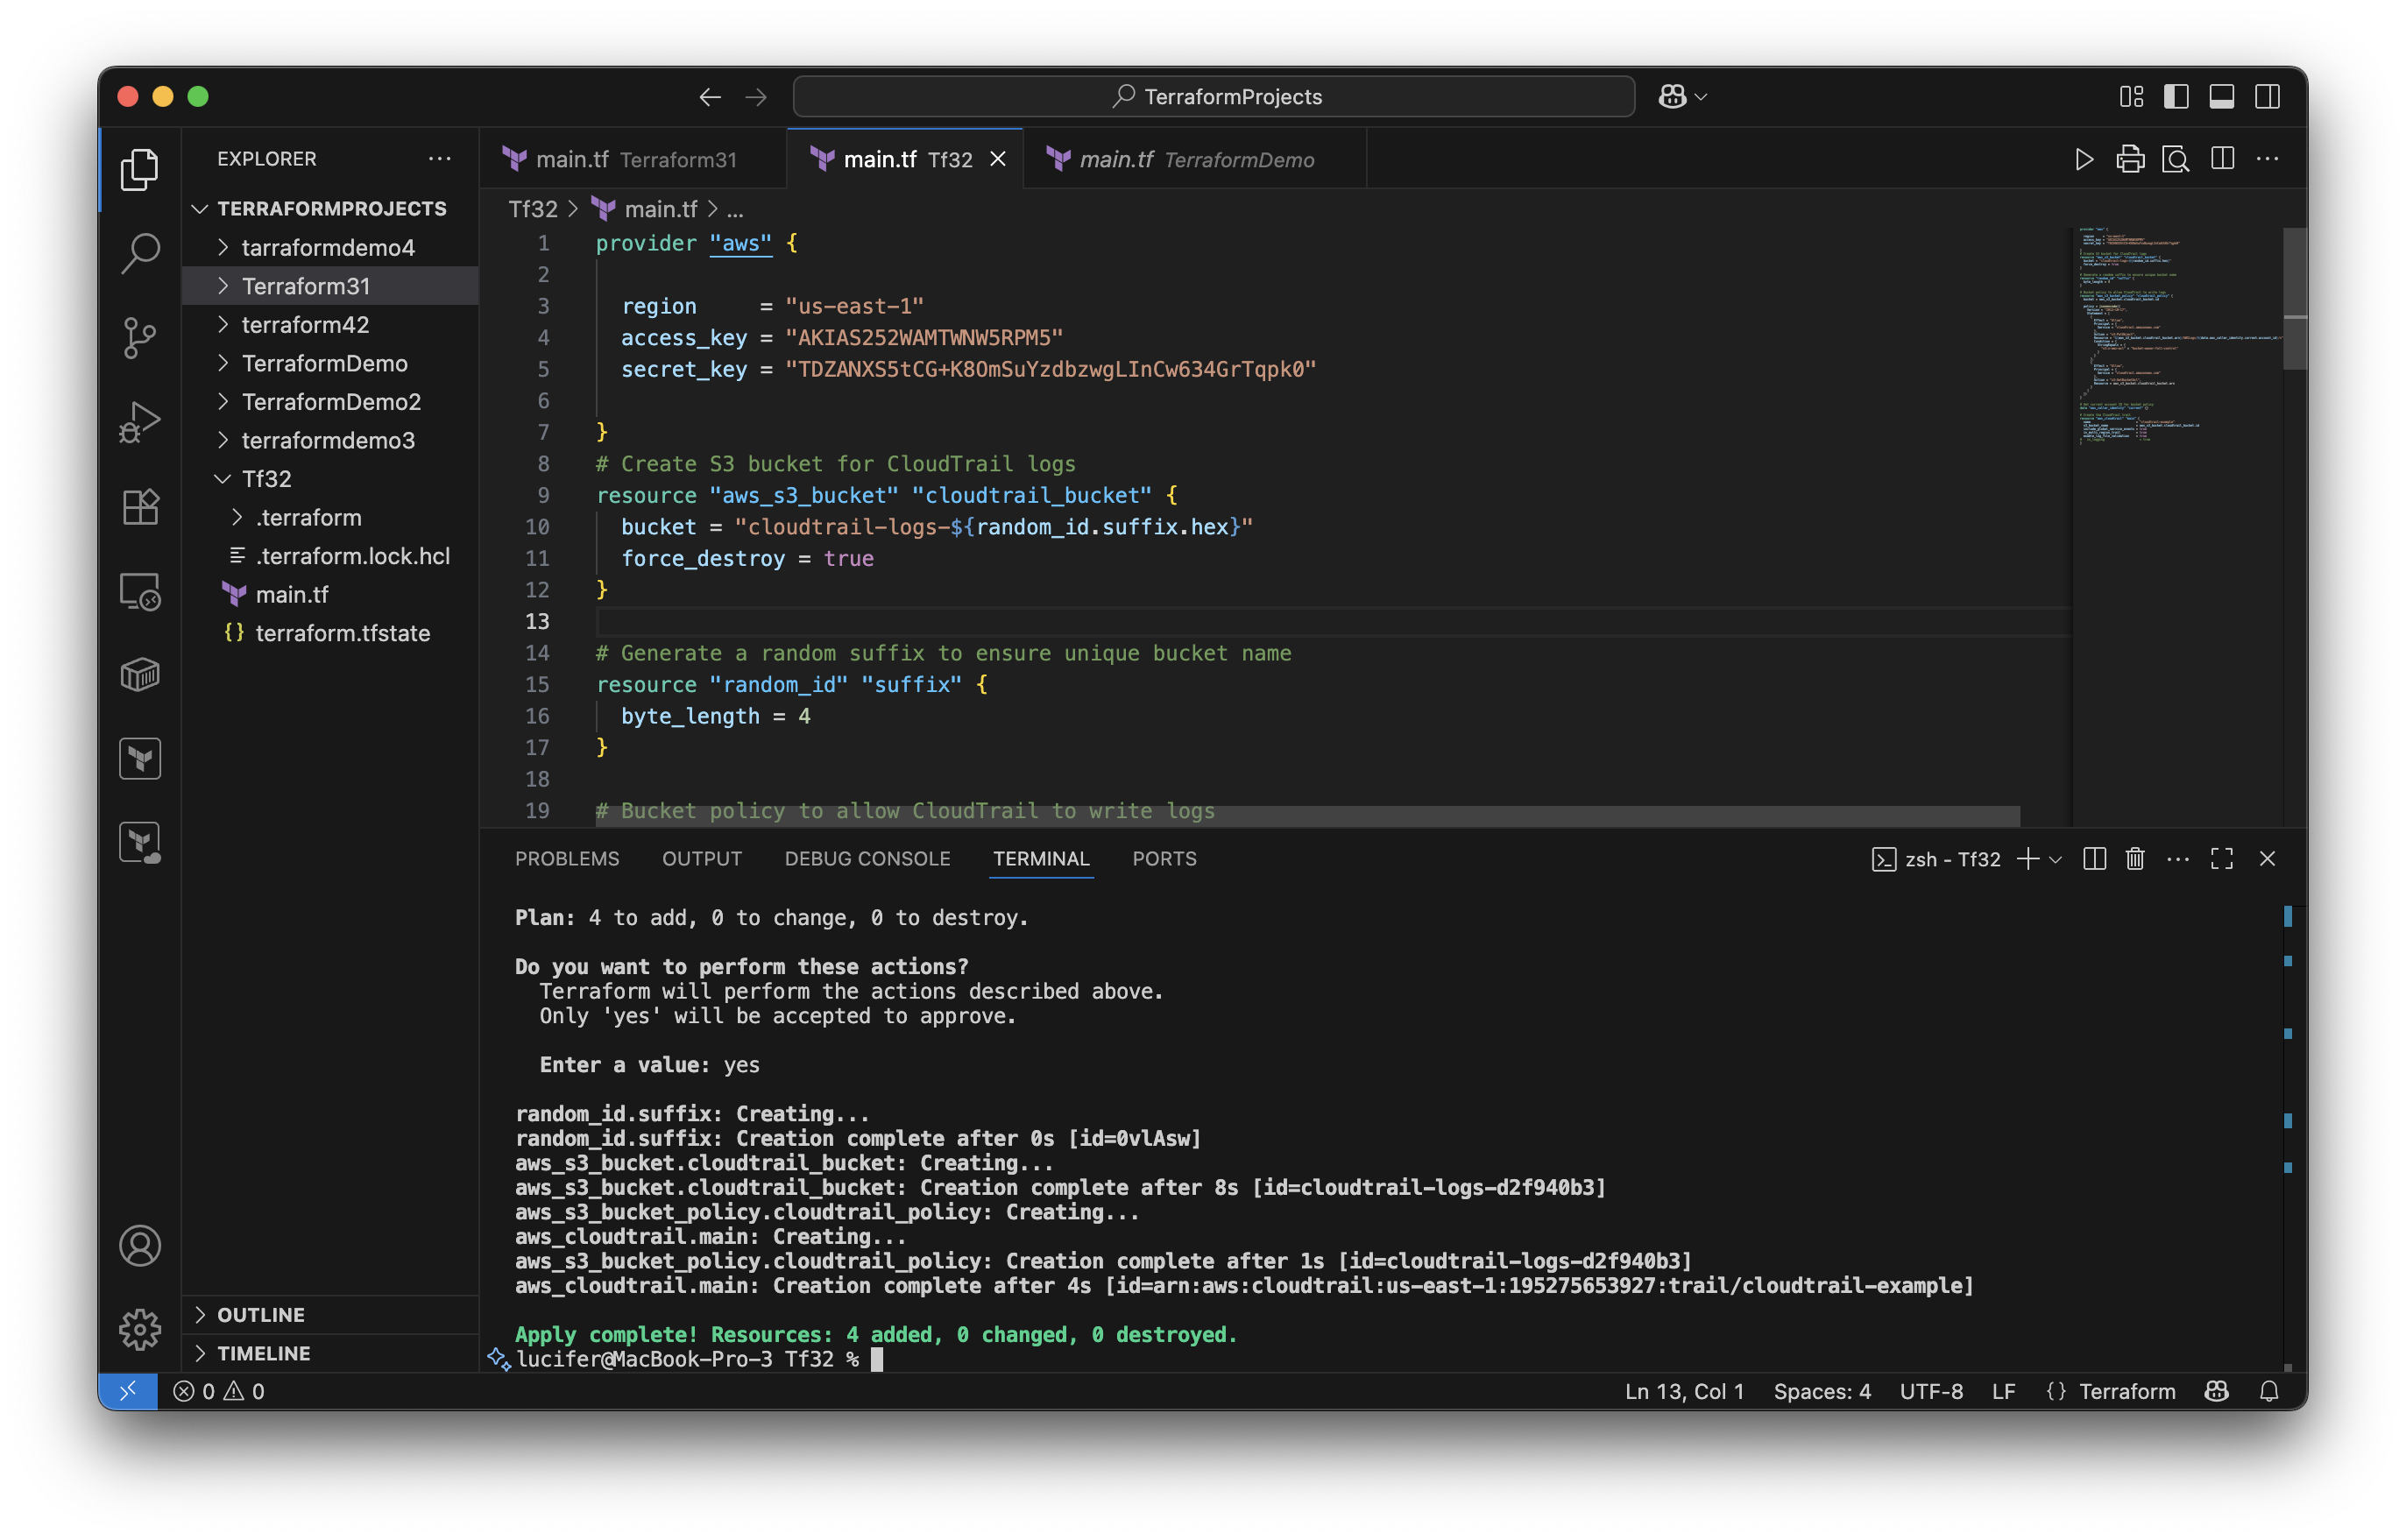 TerraformProjects
EXPLORER
TERRAFORMPROJECTS
tarraformdemo4
Terraform31
terraform42
TerraformDemo
TerraformDemo2
terraformdemo3
Tf32
.terraform
.terraform.lock.hcl
main.tf
terraform.tfstate
OUTLINE
TIMELINE
main.tf Terraform31
main.tf Tf32
main.tf TerraformDemo
Tf32 > main.tf > ...
1 provider "aws" {
2
3 region = "us-east-1"
4 access_key = "[credential redacted]"
5 secret_key = "[credential redacted]"
6
7 }
8 # Create S3 bucket for CloudTrail logs
9 resource "aws_s3_bucket" "cloudtrail_bucket" {
10 bucket = "cloudtrail-logs-${random_id.suffix.hex}"
11 force_destroy = true
12 }
13
14 # Generate a random suffix to ensure unique bucket name
15 resource "random_id" "suffix" {
16 byte_length = 4
17 }
18
19 # Bucket policy to allow CloudTrail to write logs
PROBLEMS OUTPUT DEBUG CONSOLE TERMINAL PORTS
zsh - Tf32
Plan: 4 to add, 0 to change, 0 to destroy.
Do you want to perform these actions?
Terraform will perform the actions described above.
Only 'yes' will be accepted to approve.
Enter a value: yes
random_id.suffix: Creating...
random_id.suffix: Creation complete after 0s [id=0vlAsw]
aws_s3_bucket.cloudtrail_bucket: Creating...
aws_s3_bucket.cloudtrail_bucket: Creation complete after 8s [id=cloudtrail-logs-d2f940b3]
aws_s3_bucket_policy.cloudtrail_policy: Creating...
aws_cloudtrail.main: Creating...
aws_s3_bucket_policy.cloudtrail_policy: Creation complete after 1s [id=cloudtrail-logs-d2f940b3]
aws_cloudtrail.main: Creation complete after 4s [id=arn:aws:cloudtrail:us-east-1:195275653927:trail/cloudtrail-example]
Apply complete! Resources: 4 added, 0 changed, 0 destroyed.
lucifer@MacBook-Pro-3 Tf32 %
0 0
Ln 13, Col 1 Spaces: 4 UTF-8 LF {} Terraform